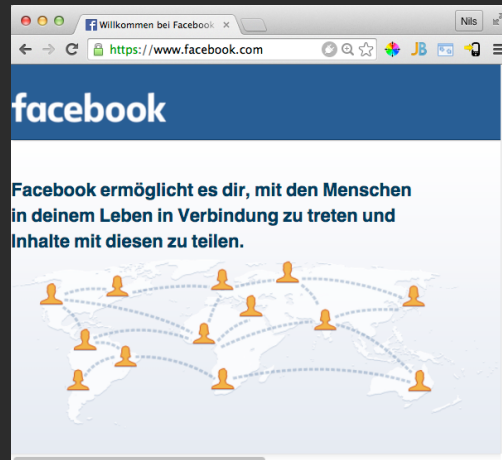 Willkommen bei Facebook
Nils
https://www.facebook.com
JB
facebook
Facebook ermöglicht es dir, mit den Menschen
in deinem Leben in Verbindung zu treten und
Inhalte mit diesen zu teilen.